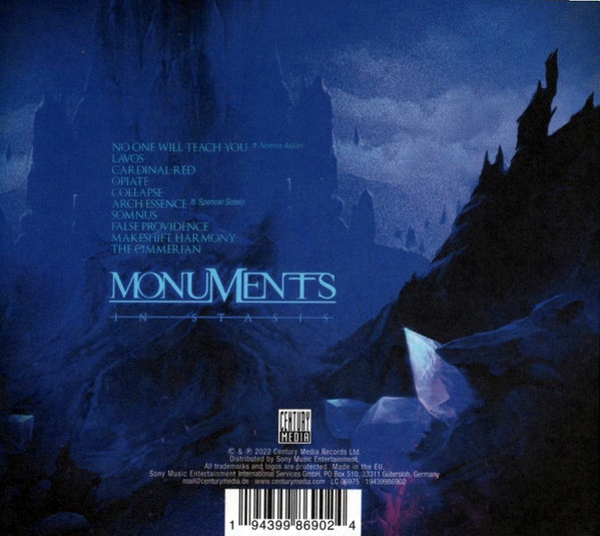 NO ONE WILL TEACH YOU ft Neema Askari
LAVOS
CARDINAL RED
OPIATE
COLLAPSE
ARCH ESSENCE ft Spencer Sotelo
SOMNUS
FALSE PROVIDENCE
MAKESHIFT HARMONY
THE CIMMERIAN
MONUMENTS
IN STASIS
CENTURY
MEDIA
© & ℗ 2022 Century Media Records Ltd.
Distributed by Sony Music Entertainment.
All trademarks and logos are protected. Made in the EU.
Sony Music Entertainment International Services GmbH, PO Box 510, 33311 Gütersloh, Germany
mail@centurymedia.com www.centurymedia.com LC 06975 19439986902
1 94399 86902 4